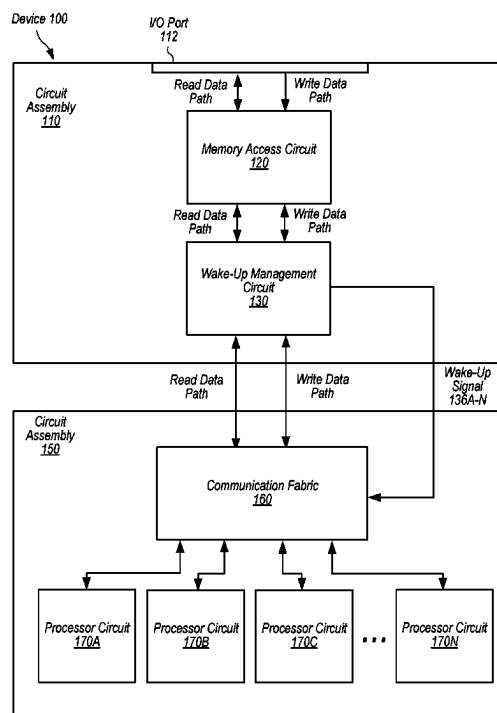 Device 100
I/O Port
112
Circuit
Assembly
110
Read Data
Path
Write Data
Path
Memory Access Circuit
120
Read Data
Path
Write Data
Path
Wake-Up Management
Circuit
130
Read Data
Path
Write Data
Path
Wake-Up
Signal
136A-N
Circuit
Assembly
150
Communication Fabric
160
Processor Circuit
170A
Processor Circuit
170B
Processor Circuit
170C
Processor Circuit
170N